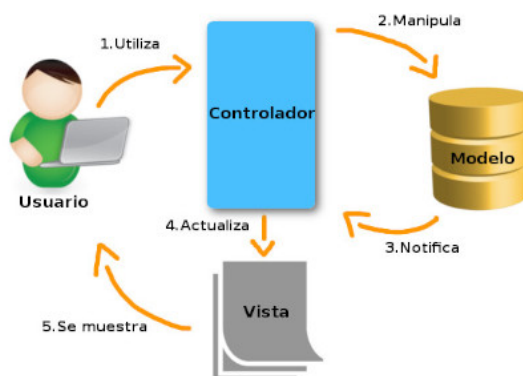 1.Utiliza
2.Manipula
Controlador
Modelo
Usuario
4.Actualiza
3.Notifica
Vista
5.Se muestra